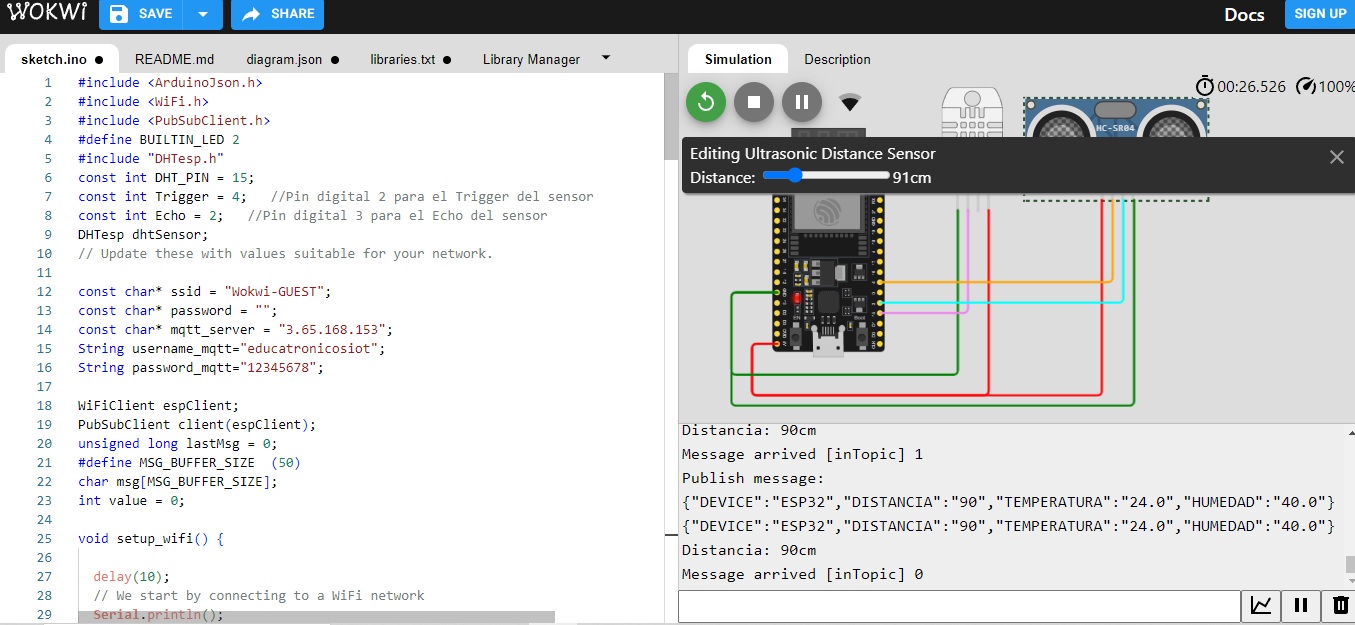 WOKWi
SAVE
SHARE
Docs
SIGN UP
sketch.ino ●
README.md
diagram.json ●
libraries.txt ●
Library Manager
1 #include <ArduinoJson.h>
2 #include <WiFi.h>
3 #include <PubSubClient.h>
4 #define BUILTIN_LED 2
5 #include "DHTesp.h"
6 const int DHT_PIN = 15;
7 const int Trigger = 4;   //Pin digital 2 para el Trigger del sensor
8 const int Echo = 2;   //Pin digital 3 para el Echo del sensor
9 DHTesp dhtSensor;
10 // Update these with values suitable for your network.
11
12 const char* ssid = "Wokwi-GUEST";
13 const char* password = "";
14 const char* mqtt_server = "3.65.168.153";
15 String username_mqtt="educatronicosiot";
16 String password_mqtt="12345678";
17
18 WiFiClient espClient;
19 PubSubClient client(espClient);
20 unsigned long lastMsg = 0;
21 #define MSG_BUFFER_SIZE  (50)
22 char msg[MSG_BUFFER_SIZE];
23 int value = 0;
24
25 void setup_wifi() {
26
27   delay(10);
28   // We start by connecting to a WiFi network
29   Serial.println();
Simulation
Description
00:26.526
100%
HC-SR04
Editing Ultrasonic Distance Sensor
Distance: 91cm
EN
Boot
Distancia: 90cm
Message arrived [inTopic] 1
Publish message:
{"DEVICE":"ESP32","DISTANCIA":"90","TEMPERATURA":"24.0","HUMEDAD":"40.0"}
{"DEVICE":"ESP32","DISTANCIA":"90","TEMPERATURA":"24.0","HUMEDAD":"40.0"}
Distancia: 90cm
Message arrived [inTopic] 0